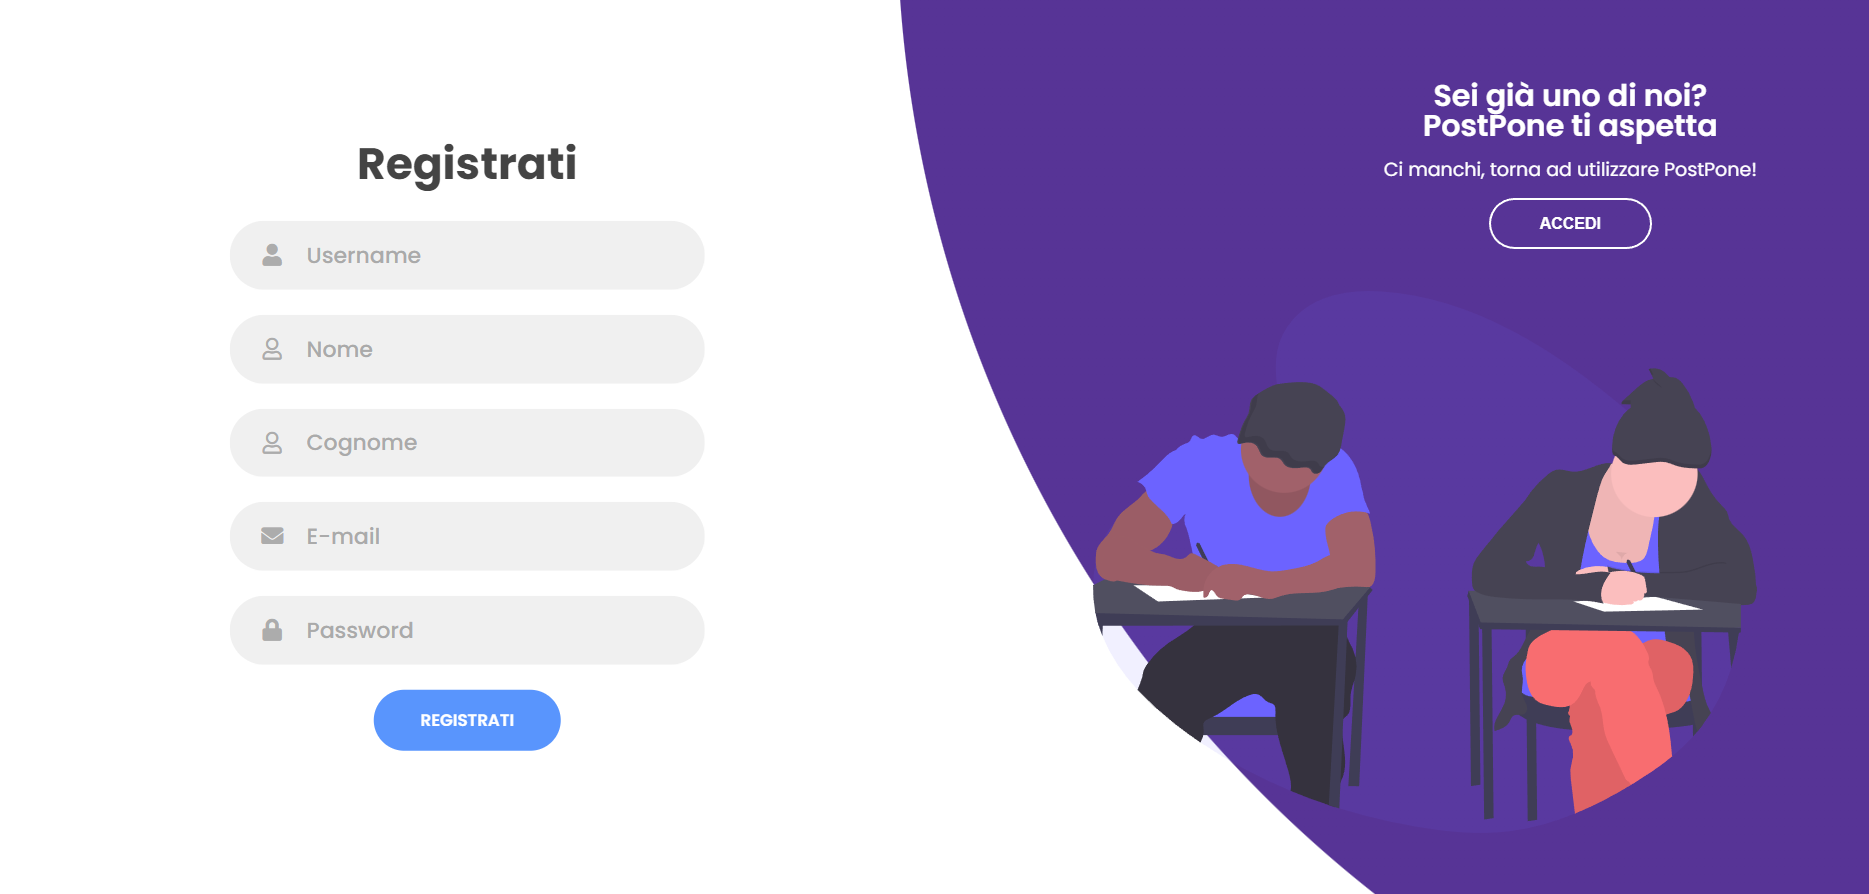 Registrati
Username
Nome
Cognome
E-mail
Password
REGISTRATI
Sei già uno di noi?
PostPone ti aspetta
Ci manchi, torna ad utilizzare PostPone!
ACCEDI